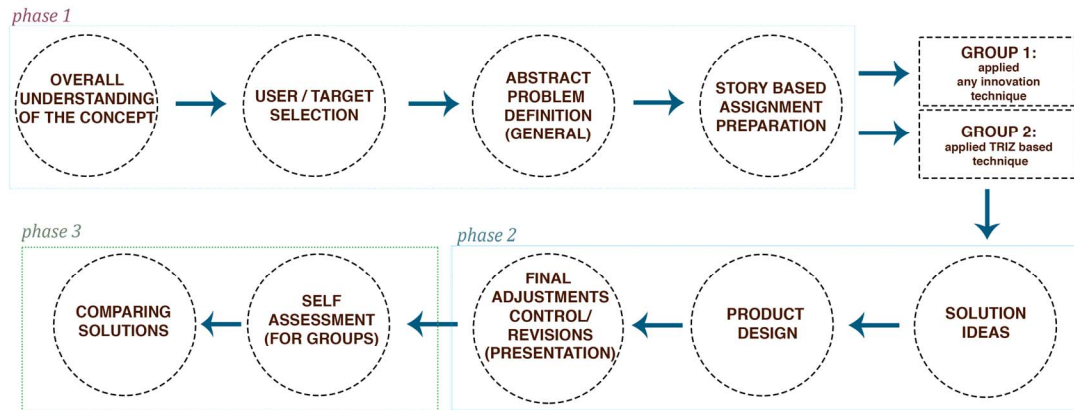 phase 1
OVERALL
UNDERSTANDING
OF THE CONCEPT
USER / TARGET
SELECTION
ABSTRACT
PROBLEM
DEFINITION
(GENERAL)
STORY BASED
ASSIGNMENT
PREPARATION
GROUP 1:
applied
any innovation
technique
GROUP 2:
applied TRIZ based
technique
phase 2
SOLUTION
IDEAS
PRODUCT
DESIGN
FINAL
ADJUSTMENTS
CONTROL/
REVISIONS
(PRESENTATION)
phase 3
SELF
ASSESSMENT
(FOR GROUPS)
COMPARING
SOLUTIONS